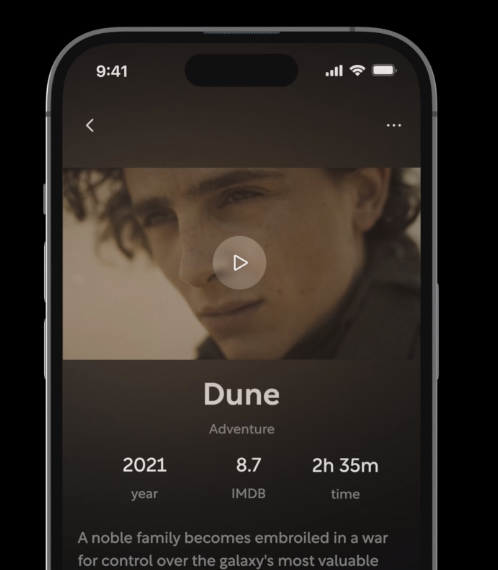 9:41
Dune
Adventure
2021 8.7 2h 35m
year IMDB time
A noble family becomes embroiled in a war
for control over the galaxy's most valuable